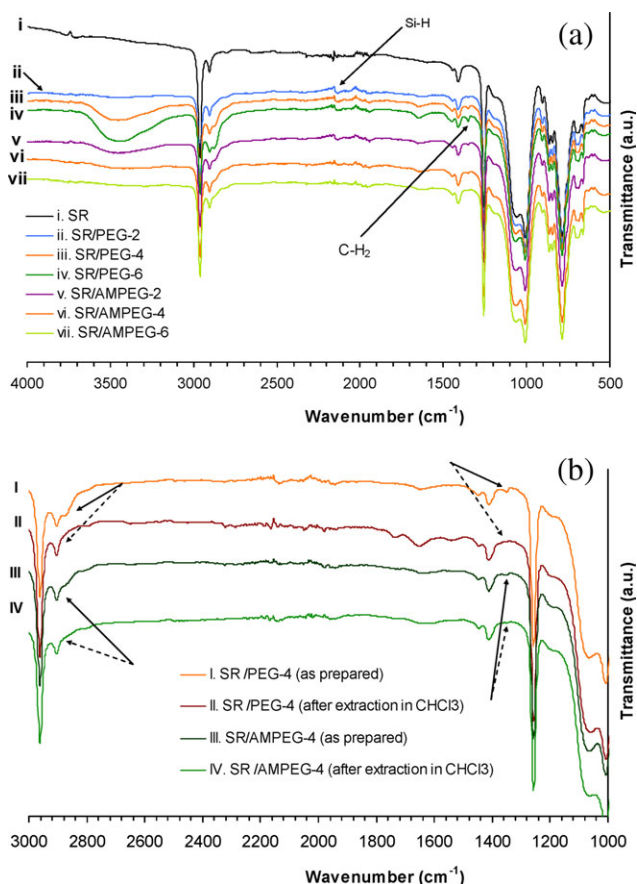 (a)
Si-H
i
ii
iii
iv
v
vi
vii
C-H₂
i. SR
ii. SR/PEG-2
iii. SR/PEG-4
iv. SR/PEG-6
v. SR/AMPEG-2
vi. SR/AMPEG-4
vii. SR/AMPEG-6
Transmittance (a.u.)
4000 3500 3000 2500 2000 1500 1000 500
Wavenumber (cm⁻¹)
(b)
I
II
III
IV
I. SR /PEG-4 (as prepared)
II. SR /PEG-4 (after extraction in CHCl3)
III. SR/AMPEG-4 (as prepared)
IV. SR /AMPEG-4 (after extraction in CHCl3)
Transmittance (a.u.)
3000 2800 2600 2400 2200 2000 1800 1600 1400 1200 1000
Wavenumber (cm⁻¹)